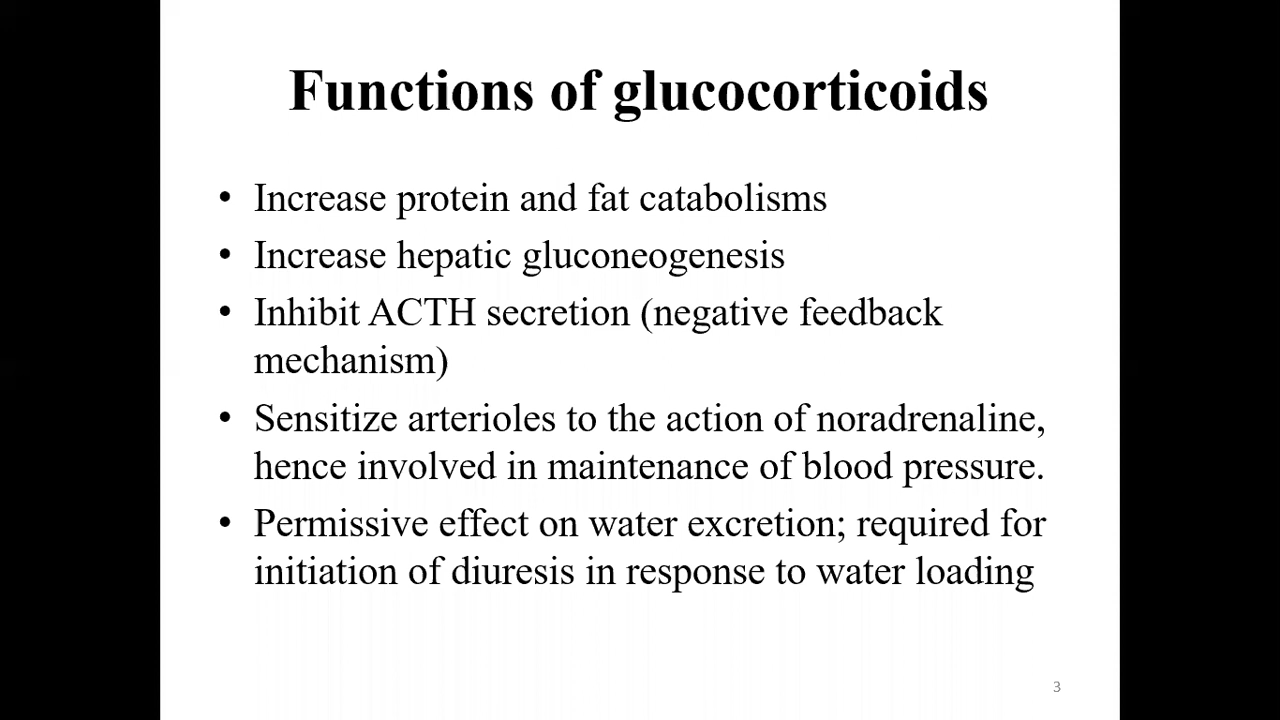 Functions of glucocorticoids
• Increase protein and fat catabolisms
• Increase hepatic gluconeogenesis
• Inhibit ACTH secretion (negative feedback
mechanism)
• Sensitize arterioles to the action of noradrenaline,
hence involved in maintenance of blood pressure.
• Permissive effect on water excretion; required for
initiation of diuresis in response to water loading
3